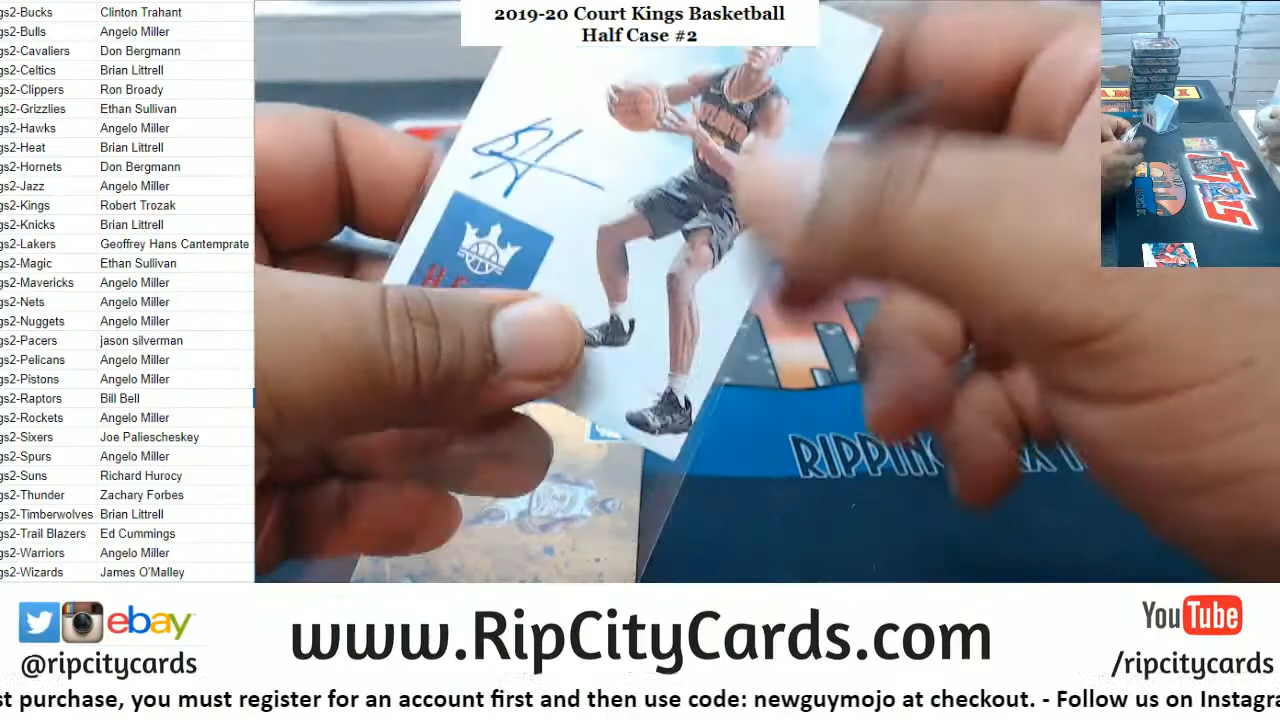 2019-20 Court Kings Basketball
Half Case #2
gs2-Bucks Clinton Trahant
gs2-Bulls Angelo Miller
gs2-Cavaliers Don Bergmann
gs2-Celtics Brian Littrell
gs2-Clippers Ron Broady
gs2-Grizzlies Ethan Sullivan
gs2-Hawks Angelo Miller
gs2-Heat Brian Littrell
gs2-Hornets Don Bergmann
gs2-Jazz Angelo Miller
gs2-Kings Robert Trozak
gs2-Knicks Brian Littrell
gs2-Lakers Geoffrey Hans Cantemprate
gs2-Magic Ethan Sullivan
gs2-Mavericks Angelo Miller
gs2-Nets Angelo Miller
gs2-Nuggets Angelo Miller
gs2-Pacers jason silverman
gs2-Pelicans Angelo Miller
gs2-Pistons Angelo Miller
gs2-Raptors Bill Bell
gs2-Rockets Angelo Miller
gs2-Sixers Joe Paliescheskey
gs2-Spurs Angelo Miller
gs2-Suns Richard Hurocy
gs2-Thunder Zachary Forbes
gs2-Timberwolves Brian Littrell
gs2-Trail Blazers Ed Cummings
gs2-Warriors Angelo Miller
gs2-Wizards James O'Malley
RIPPIN
ebay
@ripcitycards
www.RipCityCards.com
YouTube
/ripcitycards
st purchase, you must register for an account first and then use code: newguymojo at checkout. - Follow us on Instagra